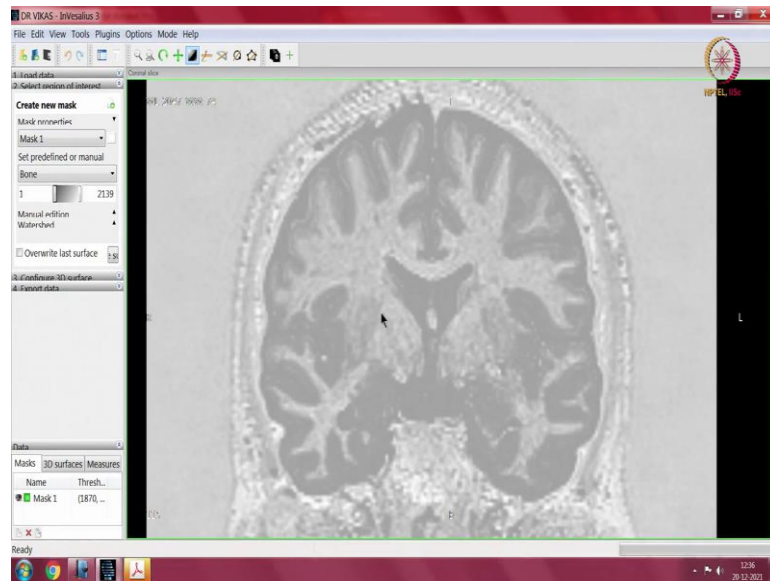 DR VIKAS - InVesalius 3
File Edit View Tools Plugins Options Mode Help
NPTEL, IISc
1. Load data
Coronal slice
2. Select region of interest
Create new mask
Mask properties
Mask 1
Set predefined or manual
Bone
1 2139
Manual edition
Watershed
Overwrite last surface
3. Configure 3D surface
4. Export data
L
Data
Masks 3D surfaces Measures
Name Thresh..
Mask 1 (1870, ...
Ready
12:36
20-12-2021